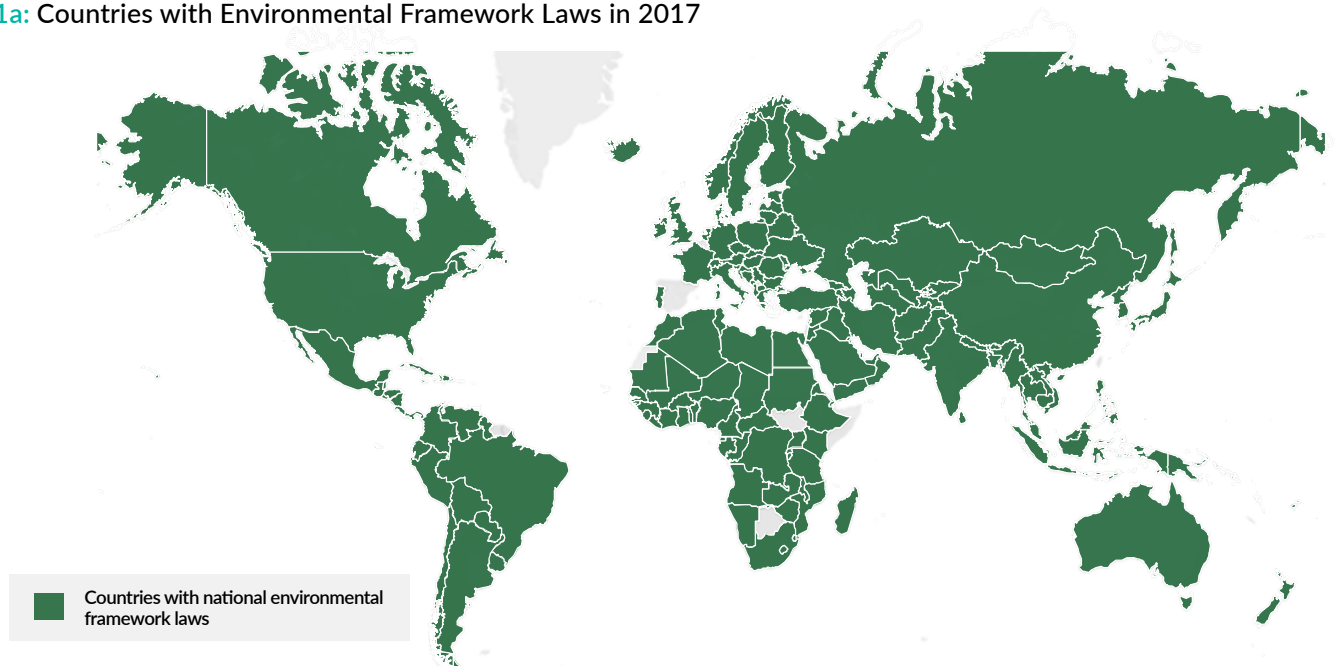 1a: Countries with Environmental Framework Laws in 2017
Countries with national environmental
framework laws